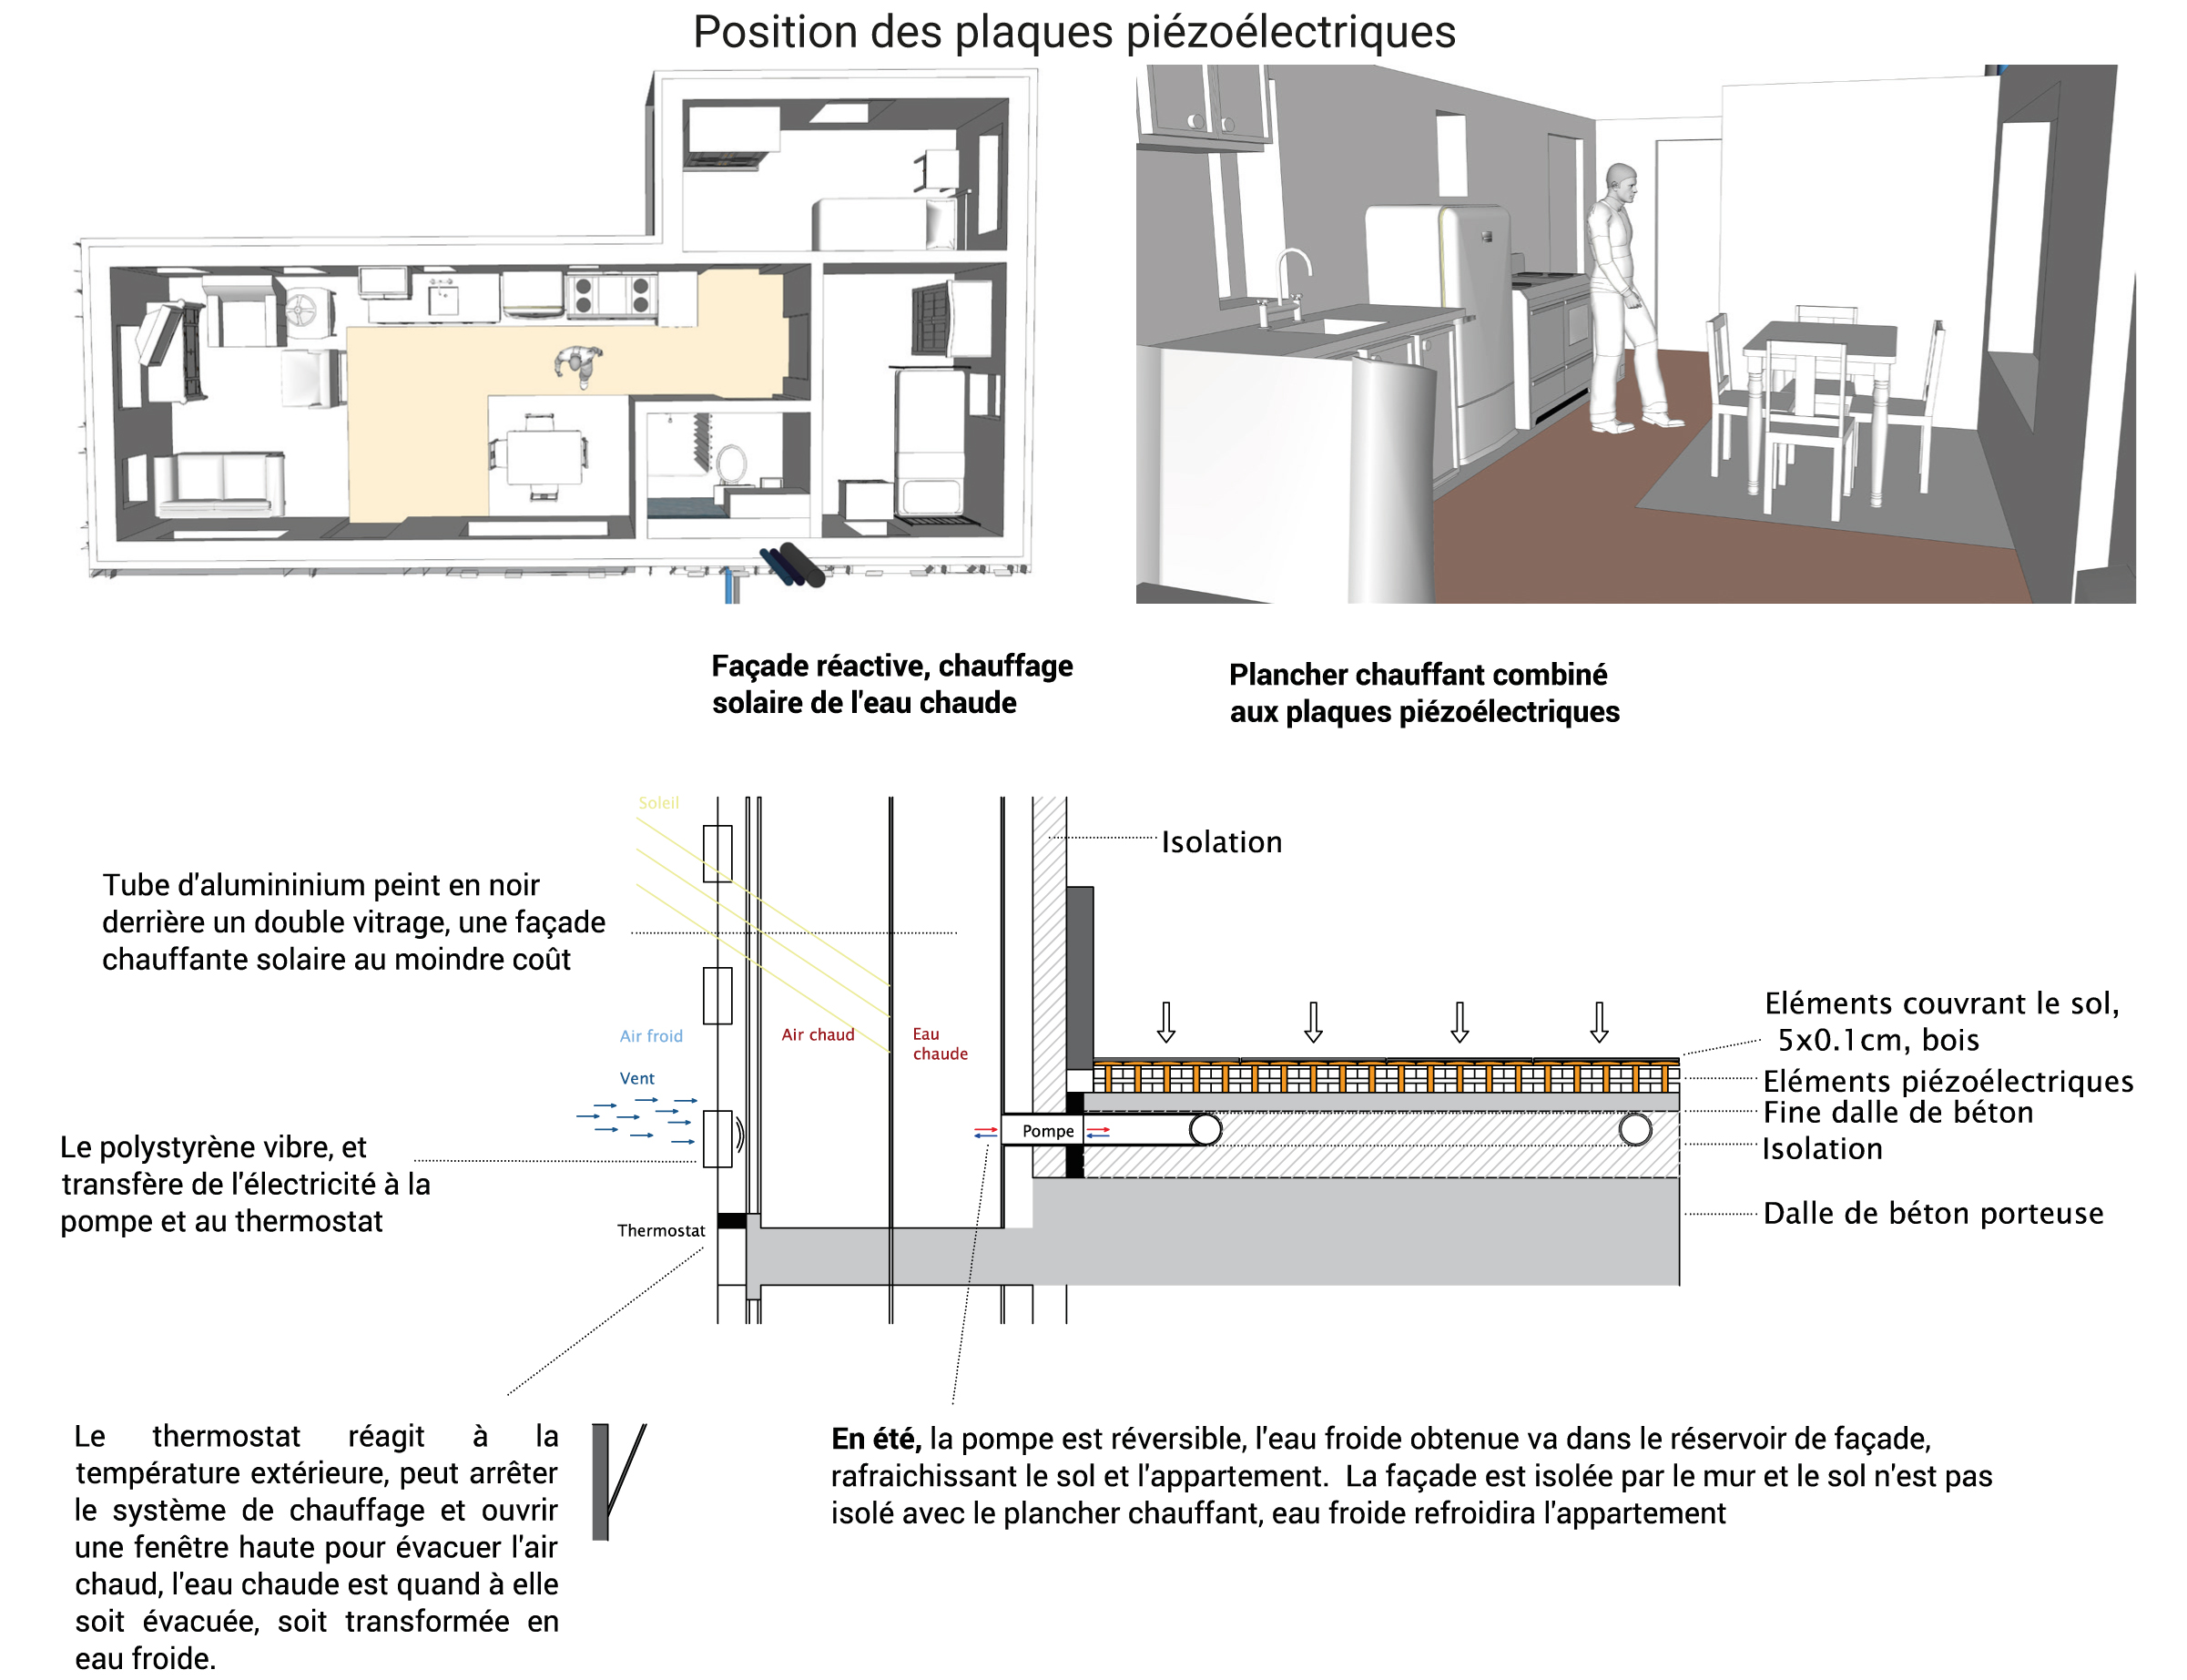 Position des plaques piézoélectriques
Façade réactive, chauffage
solaire de l'eau chaude
Plancher chauffant combiné
aux plaques piézoélectriques
Soleil
Isolation
Tube d'alumininium peint en noir
derrière un double vitrage, une façade
chauffante solaire au moindre coût
Air froid
Air chaud
Eau
chaude
Vent
Eléments couvrant le sol,
5x0.1cm, bois
Eléments piézoélectriques
Fine dalle de béton
Isolation
Dalle de béton porteuse
Pompe
Le polystyrène vibre, et
transfère de l'électricité à la
pompe et au thermostat
Thermostat
Le thermostat réagit à la
température extérieure, peut arrêter
le système de chauffage et ouvrir
une fenêtre haute pour évacuer l'air
chaud, l'eau chaude est quand à elle
soit évacuée, soit transformée en
eau froide.
En été, la pompe est réversible, l'eau froide obtenue va dans le réservoir de façade,
rafraichissant le sol et l'appartement. La façade est isolée par le mur et le sol n'est pas
isolé avec le plancher chauffant, eau froide refroidira l'appartement